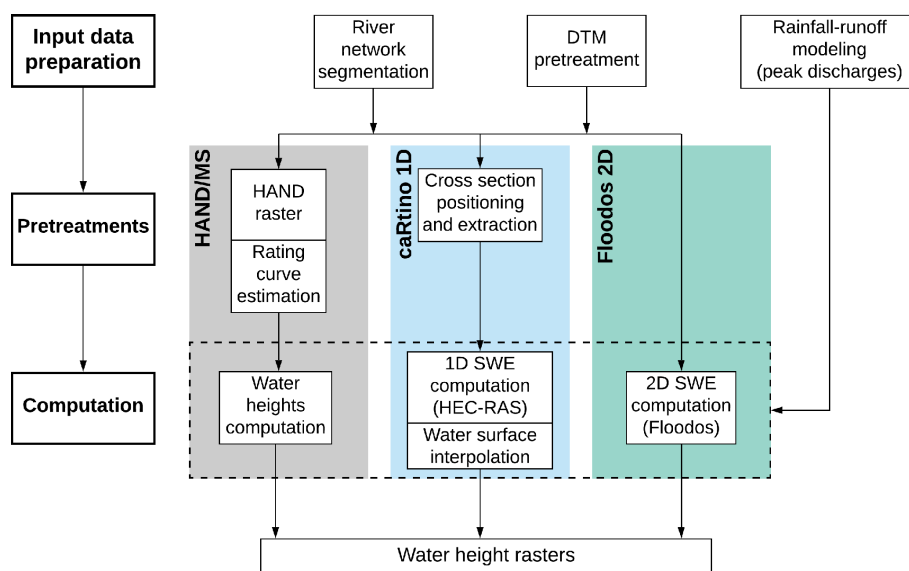 Input data
preparation
River
network
segmentation
DTM
pretreatment
Rainfall-runoff
modeling
(peak discharges)
HAND/MS
caRtino 1D
Floodos 2D
Pretreatments
HAND
raster
Rating
curve
estimation
Cross section
positioning
and extraction
Computation
Water
heights
computation
1D SWE
computation
(HEC-RAS)
Water surface
interpolation
2D SWE
computation
(Floodos)
Water height rasters